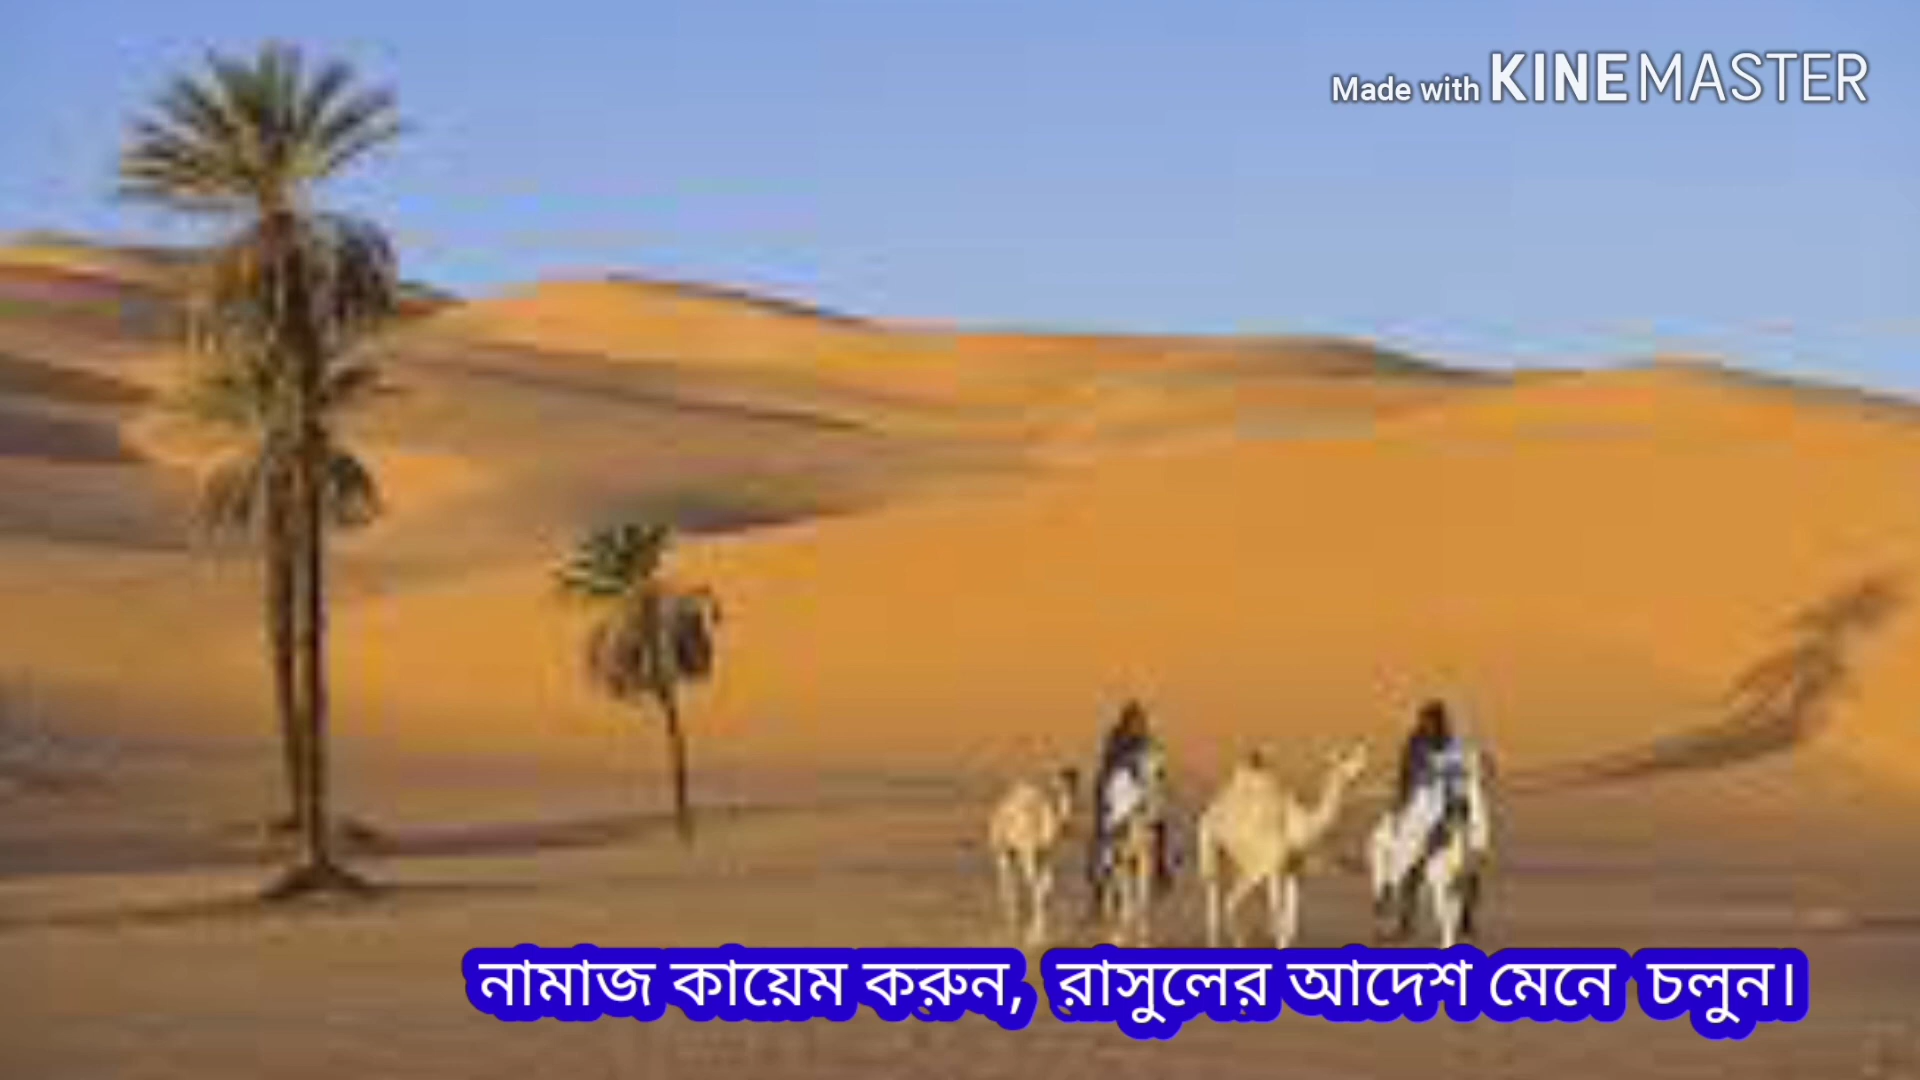 Made with KINEMASTER
নামাজ কায়েম করুন, রাসুলের আদেশ মেনে চলুন।